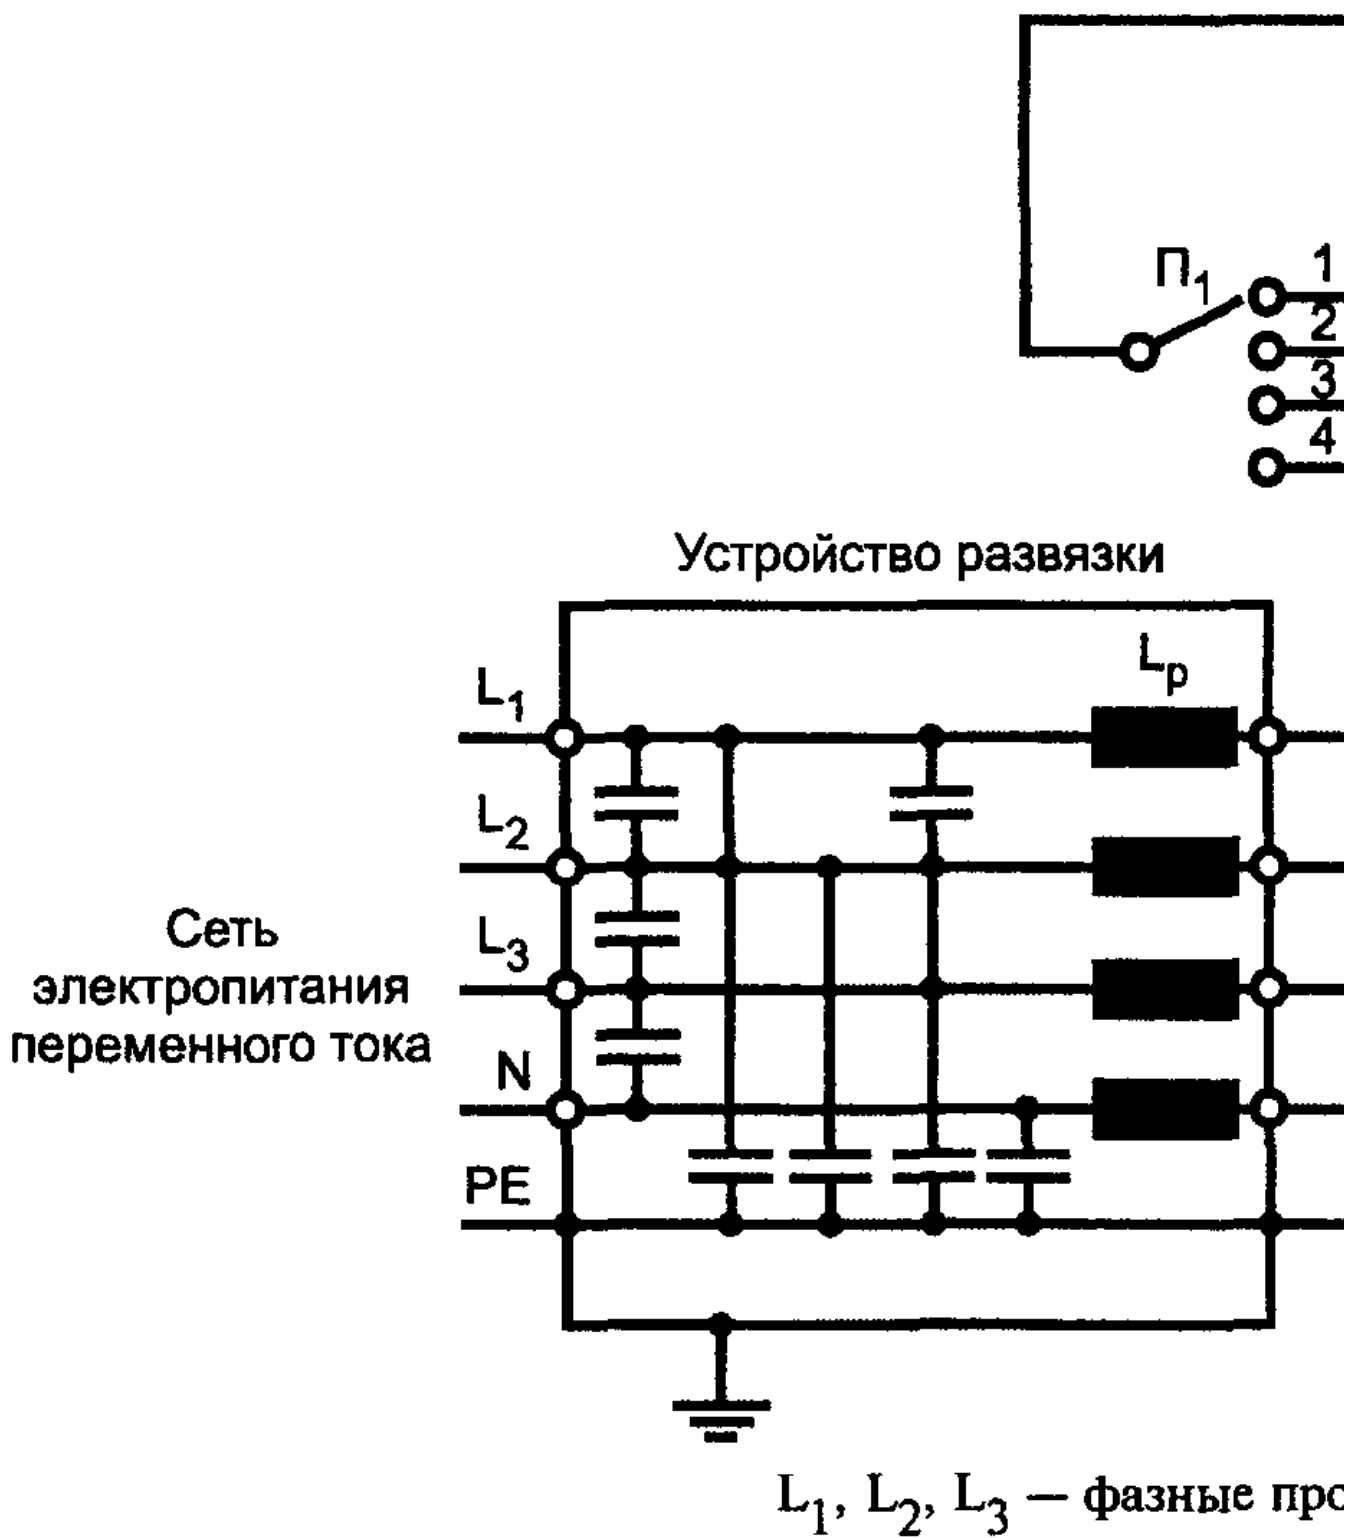 П1
1
2
3
4
Устройство развязки
Lр
L1
L2
L3
N
PE
Сеть
электропитания
переменного тока
L1, L2, L3 — фазные про